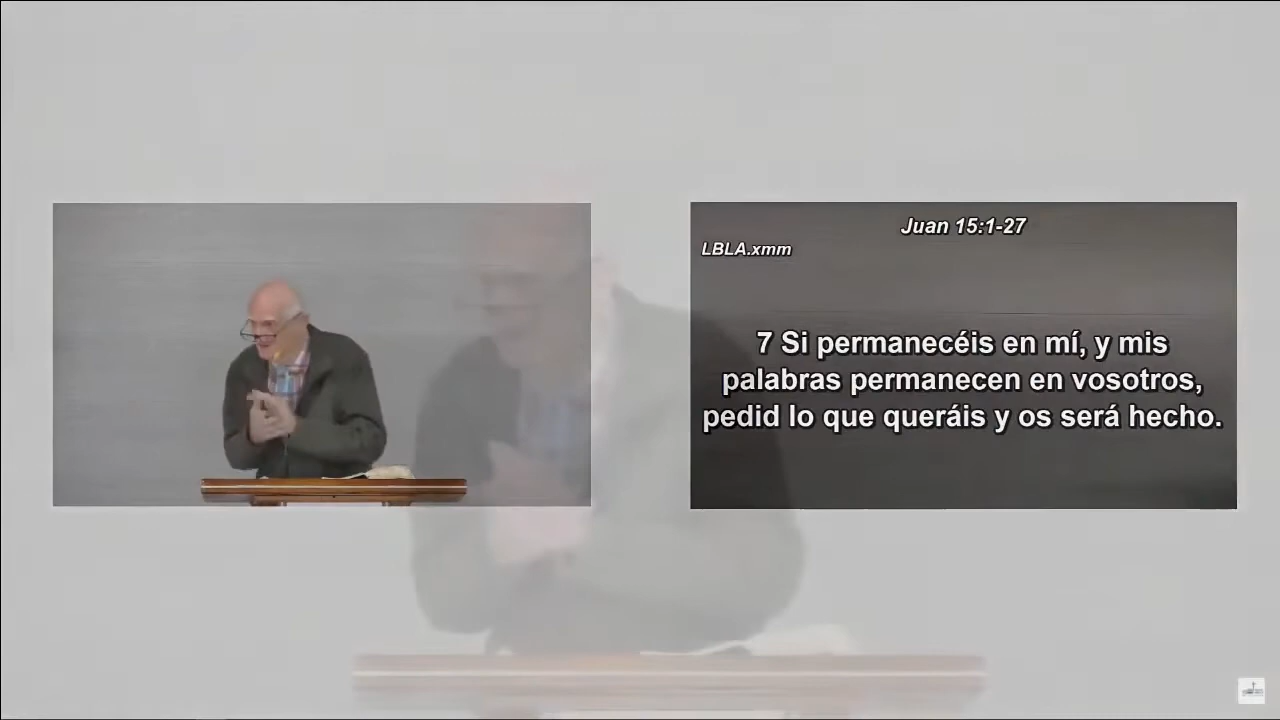 Juan 15:1-27
LBLA.xmm
7 Si permanecéis en mí, y mis
palabras permanecen en vosotros,
pedid lo que queráis y os será hecho.